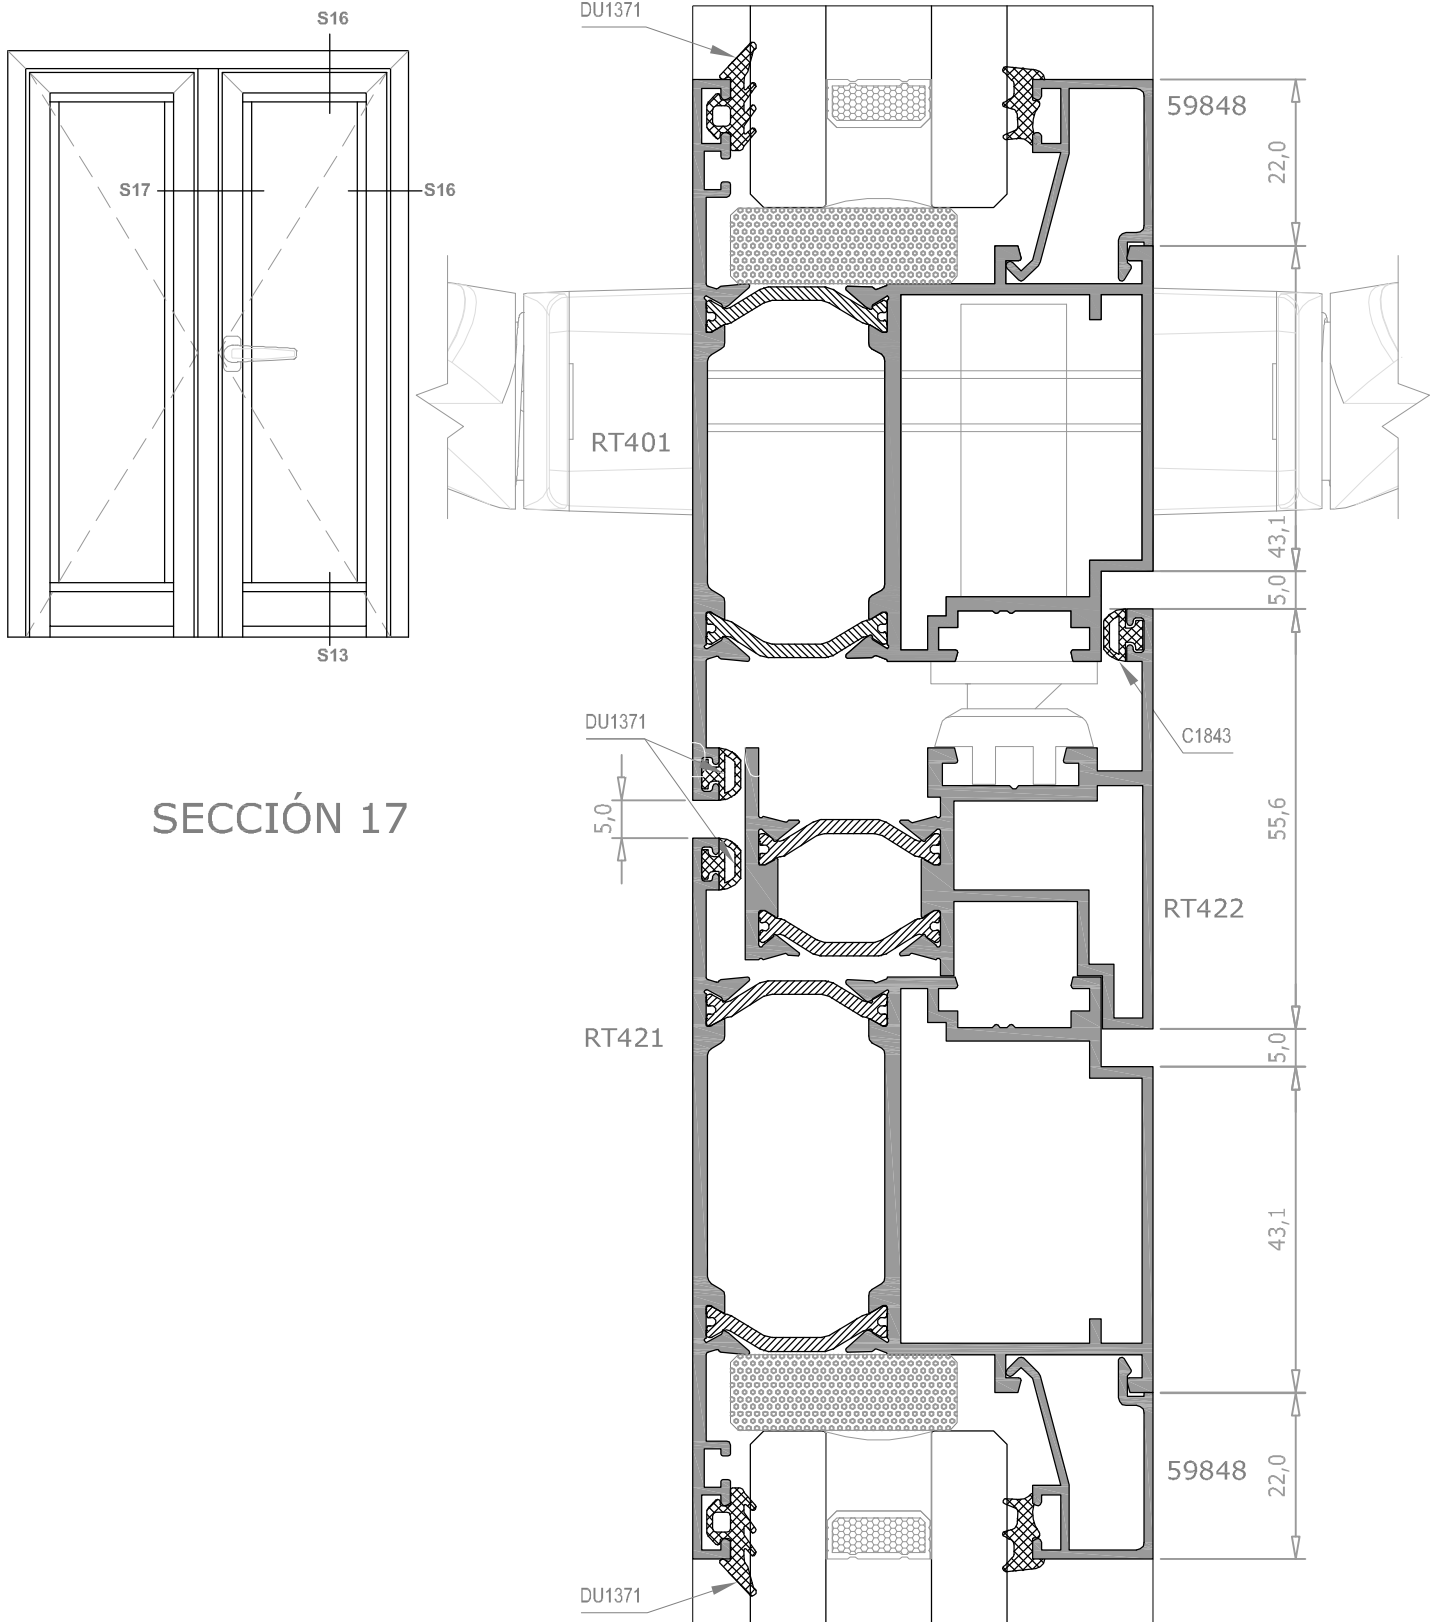 S16
S17
S16
S13
SECCIÓN 17
DU1371
59848
22,0
RT401
43,1
5,0
DU1371
C1843
5,0
55,6
RT422
RT421
5,0
43,1
59848
22,0
DU1371